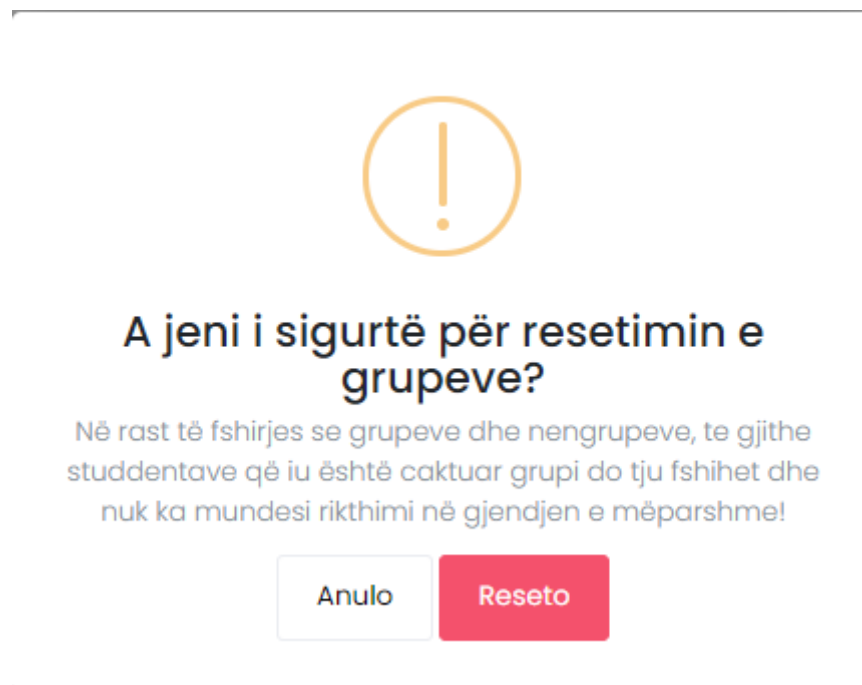 A jeni i sigurtë për resetimin e
grupeve?
Në rast të fshirjes se grupeve dhe nengrupeve, te gjithe
studdentave që iu është caktuar grupi do tju fshihet dhe
nuk ka mundesi rikthimi në gjendjen e mëparshme!
Anulo
Reseto